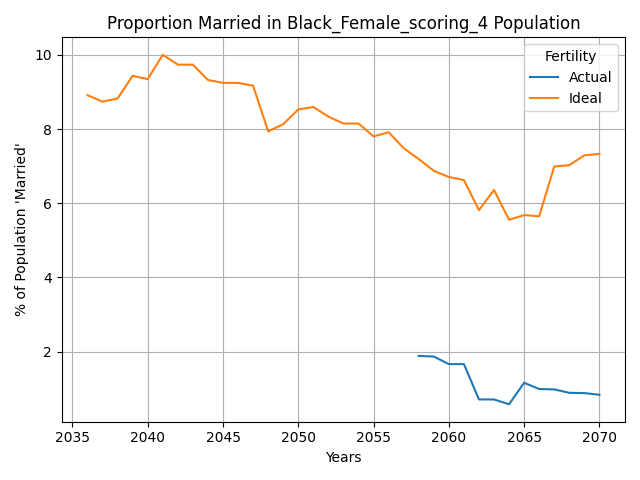 Proportion Married in Black_Female_scoring_4 Population
Fertility
Actual
Ideal
% of Population 'Married'
10
8
6
4
2
2035 2040 2045 2050 2055 2060 2065 2070
Years